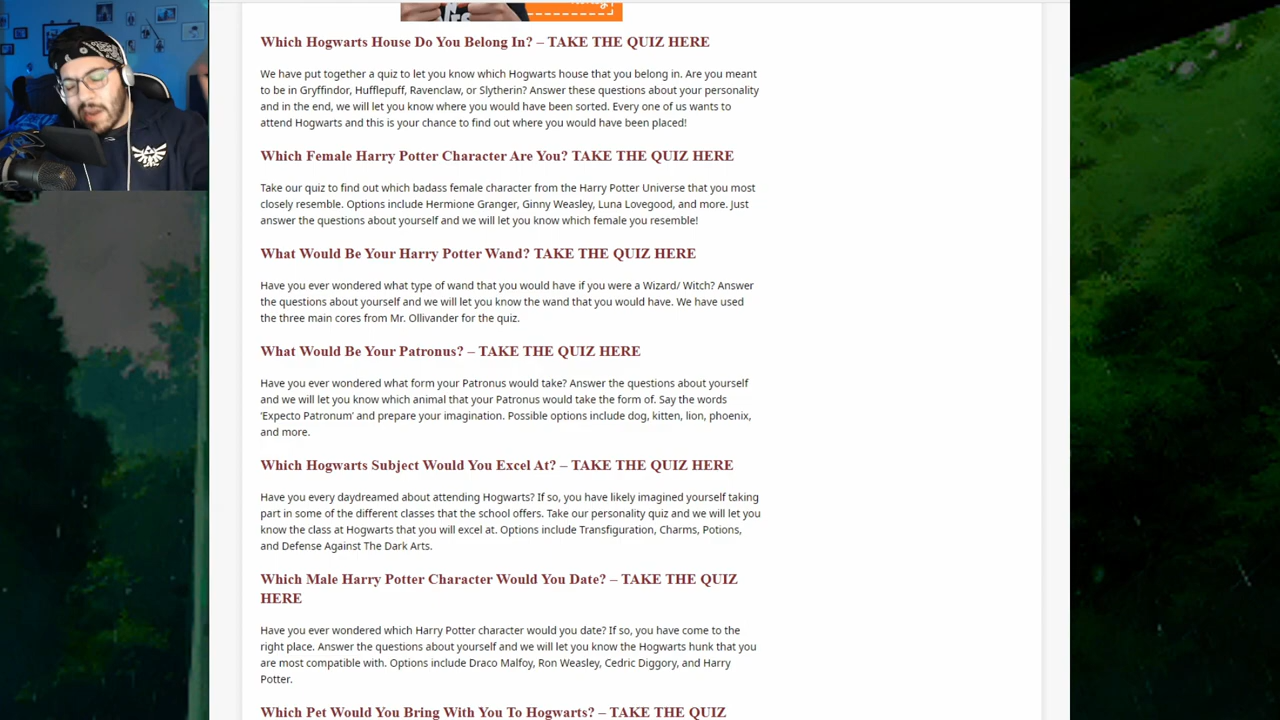 Which Hogwarts House Do You Belong In? – TAKE THE QUIZ HERE
We have put together a quiz to let you know which Hogwarts house that you belong in. Are you meant
to be in Gryffindor, Hufflepuff, Ravenclaw, or Slytherin? Answer these questions about your personality
and in the end, we will let you know where you would have been sorted. Every one of us wants to
attend Hogwarts and this is your chance to find out where you would have been placed!
Which Female Harry Potter Character Are You? TAKE THE QUIZ HERE
Take our quiz to find out which badass female character from the Harry Potter Universe that you most
closely resemble. Options include Hermione Granger, Ginny Weasley, Luna Lovegood, and more. Just
answer the questions about yourself and we will let you know which female you resemble!
What Would Be Your Harry Potter Wand? TAKE THE QUIZ HERE
Have you ever wondered what type of wand that you would have if you were a Wizard/ Witch? Answer
the questions about yourself and we will let you know the wand that you would have. We have used
the three main cores from Mr. Ollivander for the quiz.
What Would Be Your Patronus? – TAKE THE QUIZ HERE
Have you ever wondered what form your Patronus would take? Answer the questions about yourself
and we will let you know which animal that your Patronus would take the form of. Say the words
‘Expecto Patronum’ and prepare your imagination. Possible options include dog, kitten, lion, phoenix,
and more.
Which Hogwarts Subject Would You Excel At? – TAKE THE QUIZ HERE
Have you every daydreamed about attending Hogwarts? If so, you have likely imagined yourself taking
part in some of the different classes that the school offers. Take our personality quiz and we will let you
know the class at Hogwarts that you will excel at. Options include Transfiguration, Charms, Potions,
and Defense Against The Dark Arts.
Which Male Harry Potter Character Would You Date? – TAKE THE QUIZ
HERE
Have you ever wondered which Harry Potter character would you date? If so, you have come to the
right place. Answer the questions about yourself and we will let you know the Hogwarts hunk that you
are most compatible with. Options include Draco Malfoy, Ron Weasley, Cedric Diggory, and Harry
Potter.
Which Pet Would You Bring With You To Hogwarts? – TAKE THE QUIZ